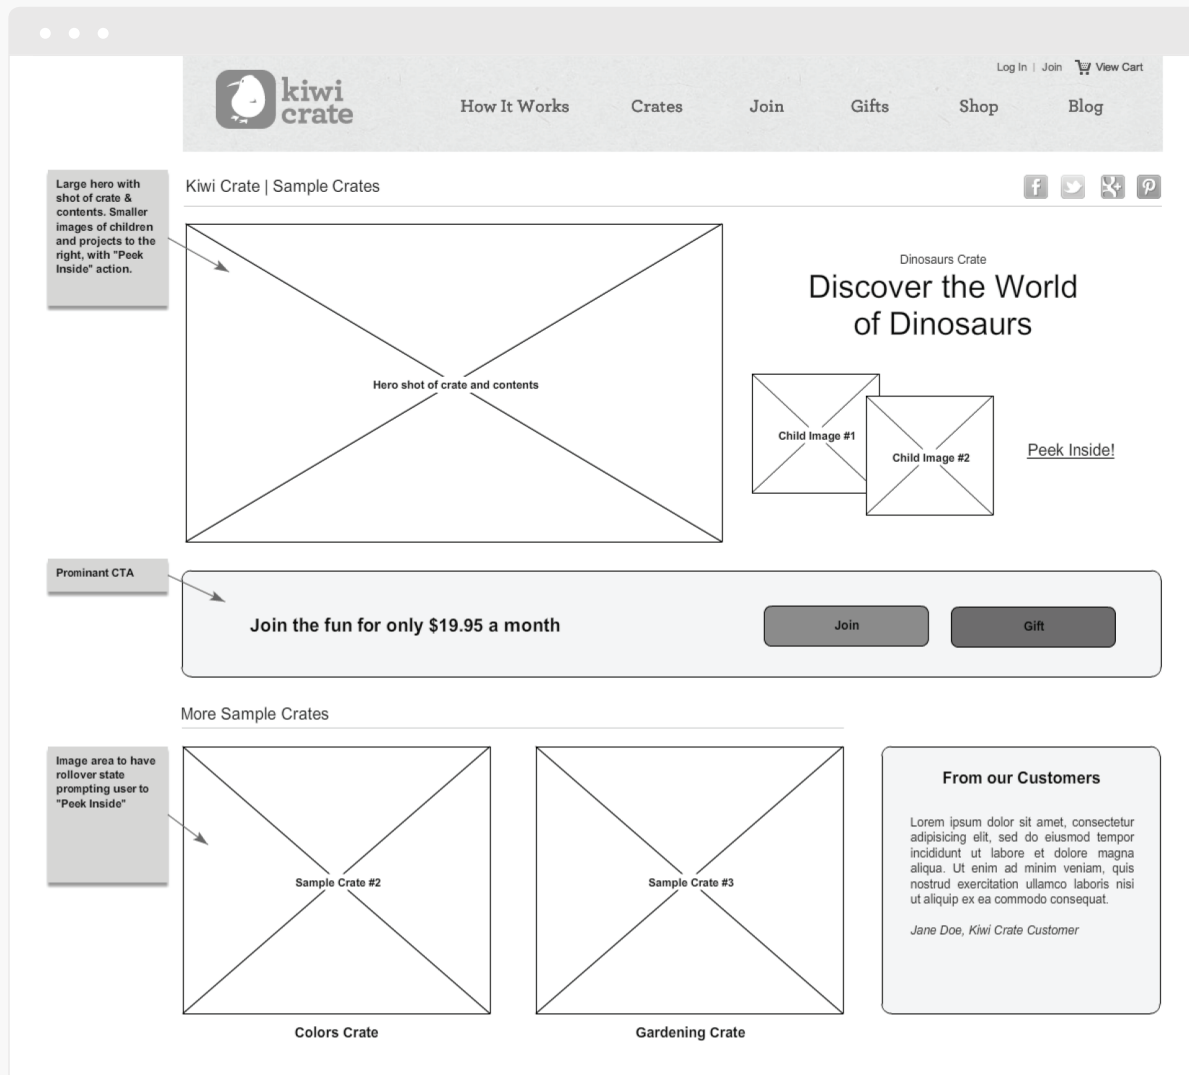 Log In | Join View Cart
kiwi
crate
How It Works Crates Join Gifts Shop Blog
Large hero with
shot of crate &
contents. Smaller
images of children
and projects to the
right, with "Peek
Inside" action.
Kiwi Crate | Sample Crates
Hero shot of crate and contents
Dinosaurs Crate
Discover the World
of Dinosaurs
Child Image #1
Child Image #2
Peek Inside!
Prominant CTA
Join the fun for only $19.95 a month
Join
Gift
More Sample Crates
Image area to have
rollover state
prompting user to
"Peek Inside"
Sample Crate #2
Colors Crate
Sample Crate #3
Gardening Crate
From our Customers
Lorem ipsum dolor sit amet, consectetur
adipisicing elit, sed do eiusmod tempor
incididunt ut labore et dolore magna
aliqua. Ut enim ad minim veniam, quis
nostrud exercitation ullamco laboris nisi
ut aliquip ex ea commodo consequat.
Jane Doe, Kiwi Crate Customer